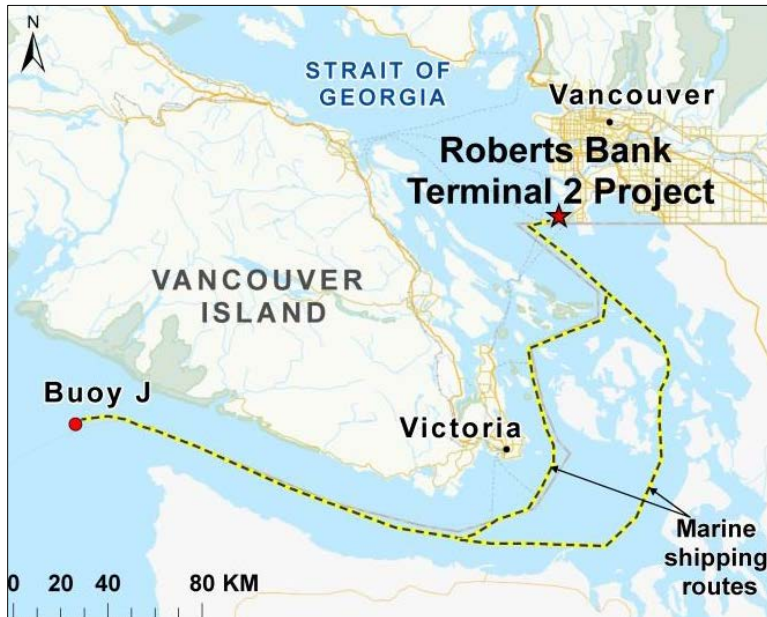 N
STRAIT OF
GEORGIA
Vancouver
Roberts Bank
Terminal 2 Project
VANCOUVER
ISLAND
Buoy J
Victoria
Marine
shipping
routes
0 20 40 80 KM